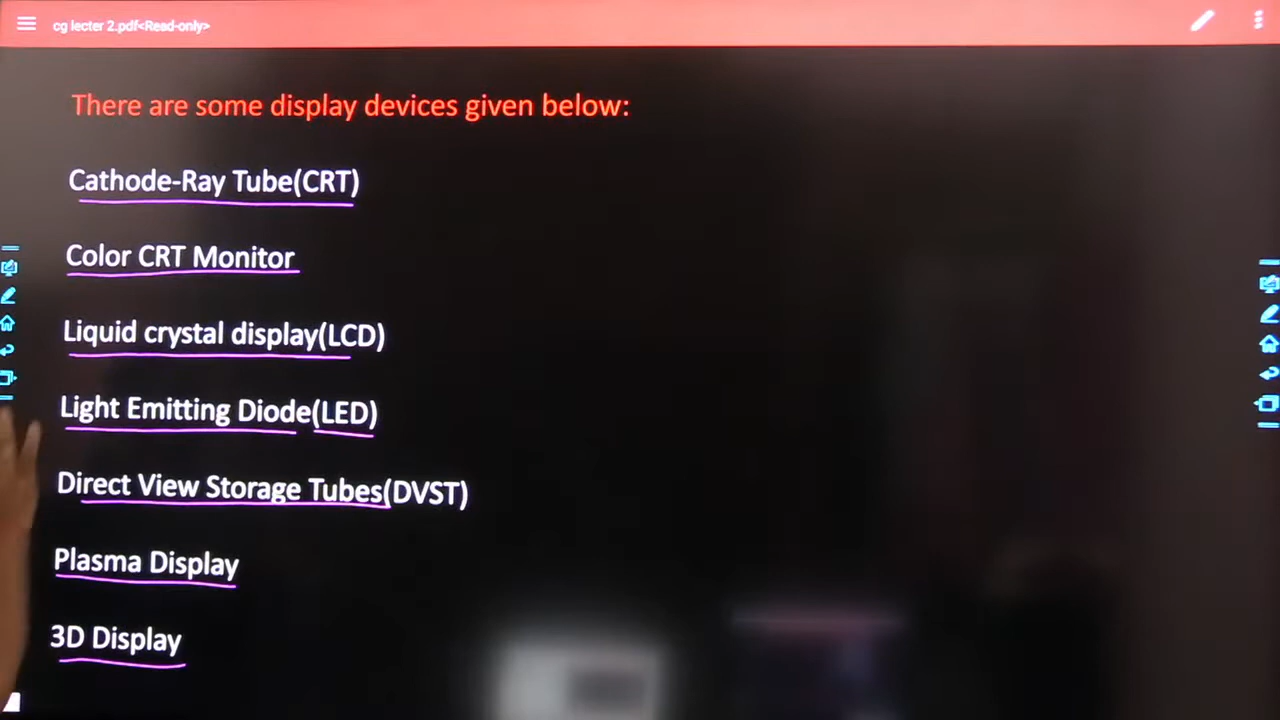 cg lecter 2.pdf<Read-only>
There are some display devices given below:
Cathode-Ray Tube(CRT)
Color CRT Monitor
Liquid crystal display(LCD)
Light Emitting Diode(LED)
Direct View Storage Tubes(DVST)
Plasma Display
3D Display